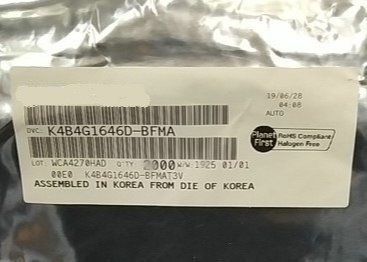 19/06/28
04:08
AUTO
DVC. K4B4G1646D-BFMA
Planet First RoHS Compliant
Halogen Free
LOT: WCA4270HAD Q'TY: 2000 W/W:1925 01/01
00E0 K4B4G1646D-BFMAT3V
ASSEMBLED IN KOREA FROM DIE OF KOREA